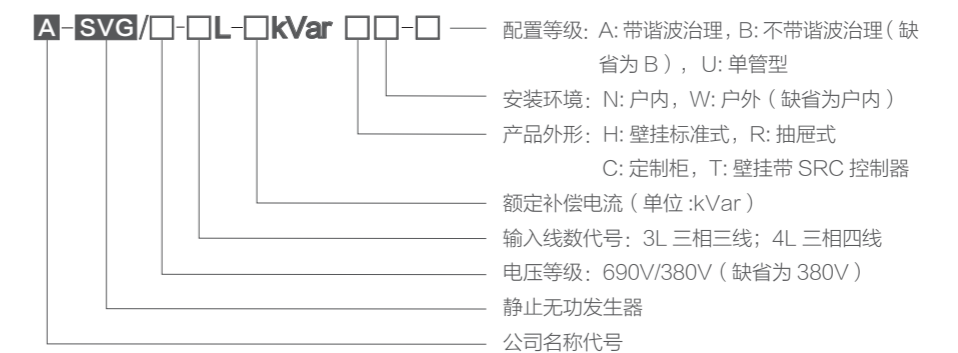 A-SVG/□-□L-□kVar □□-□
配置等级：A: 带谐波治理，B: 不带谐波治理（缺
省为 B），U: 单管型
安装环境：N: 户内，W: 户外（缺省为户内）
产品外形：H: 壁挂标准式，R: 抽屉式
C: 定制柜，T: 壁挂带 SRC 控制器
额定补偿电流（单位 :kVar）
输入线数代号：3L 三相三线；4L 三相四线
电压等级：690V/380V（缺省为 380V）
静止无功发生器
公司名称代号